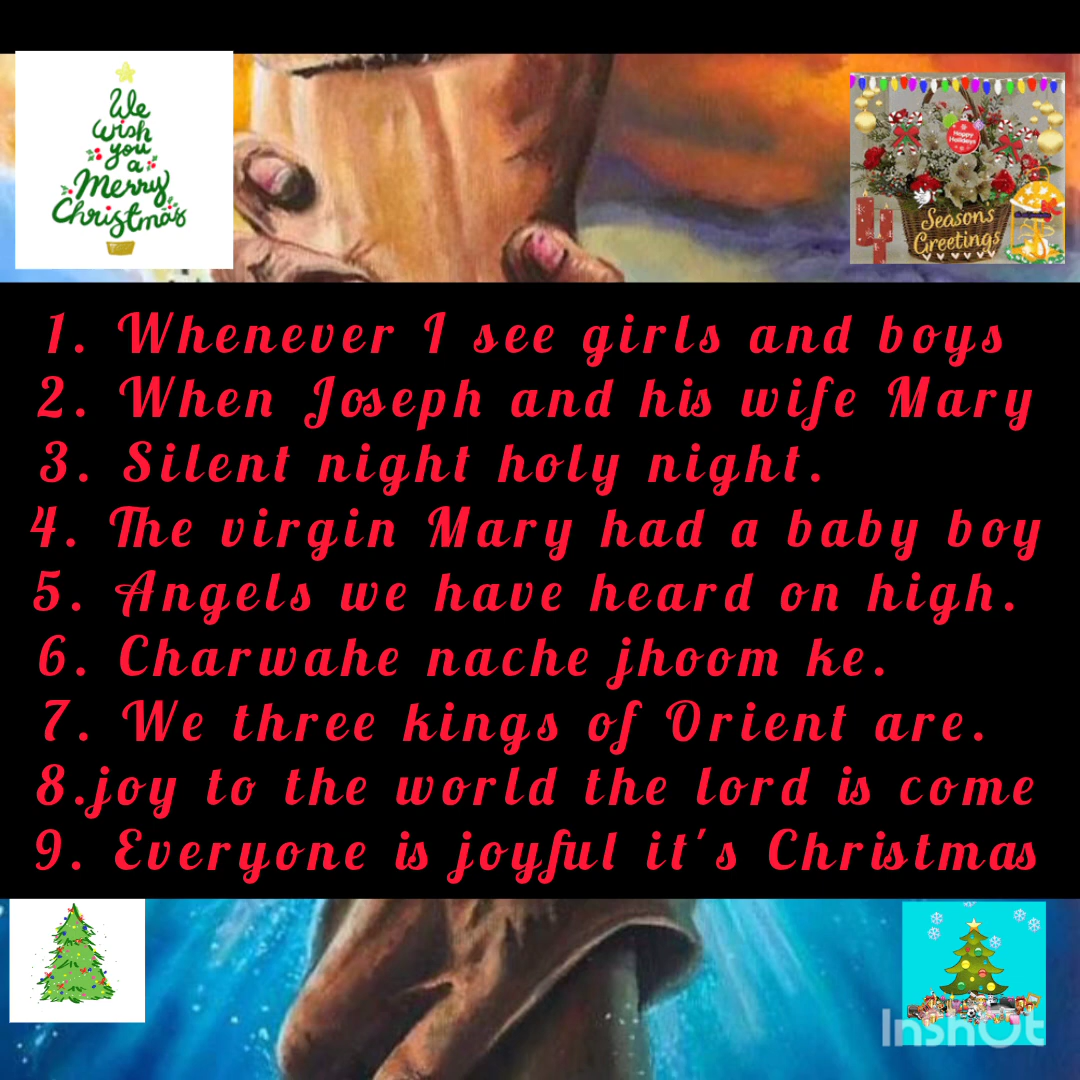 We
wish
you
a
Merry
Christmas
Happy
Holidays
Seasons
Greetings
1. Whenever I see girls and boys
2. When Joseph and his wife Mary
3. Silent night holy night.
4. The virgin Mary had a baby boy
5. Angels we have heard on high.
6. Charwahe nache jhoom ke.
7. We three kings of Orient are.
8.joy to the world the lord is come
9. Everyone is joyful it's Christmas
InShOt